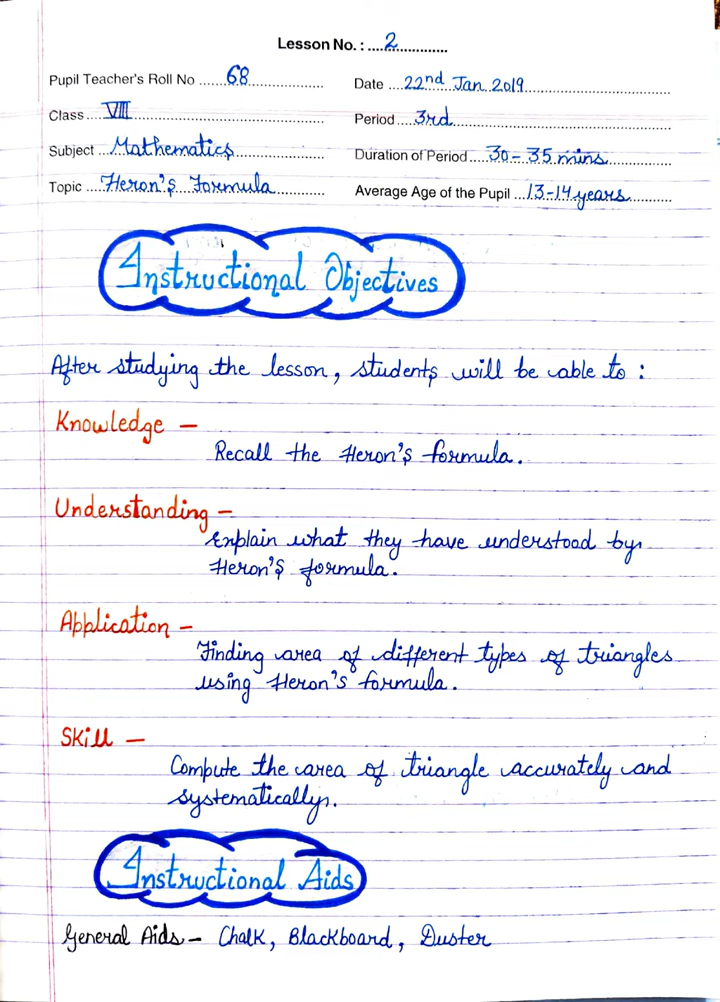 Lesson No. : ....2..............
Pupil Teacher's Roll No ......68...................... Date ...22nd Jan 2019.....................................
Class....VIII.................................................... Period ....3rd.......................................................
Subject ...Mathematics........................ Duration of Period.....30-35 mins................
Topic ....Heron's Formula............ Average Age of the Pupil ...13-14 years...........
Instructional Objectives
After studying the lesson, students will be able to :
Knowledge –
Recall the Heron's formula.
Understanding –
Explain what they have understood by
Heron's formula.
Application –
Finding area of different types of triangles
using Heron's formula.
Skill –
Compute the area of triangle accurately and
systematically.
Instructional Aids
General Aids – Chalk, Blackboard, Duster